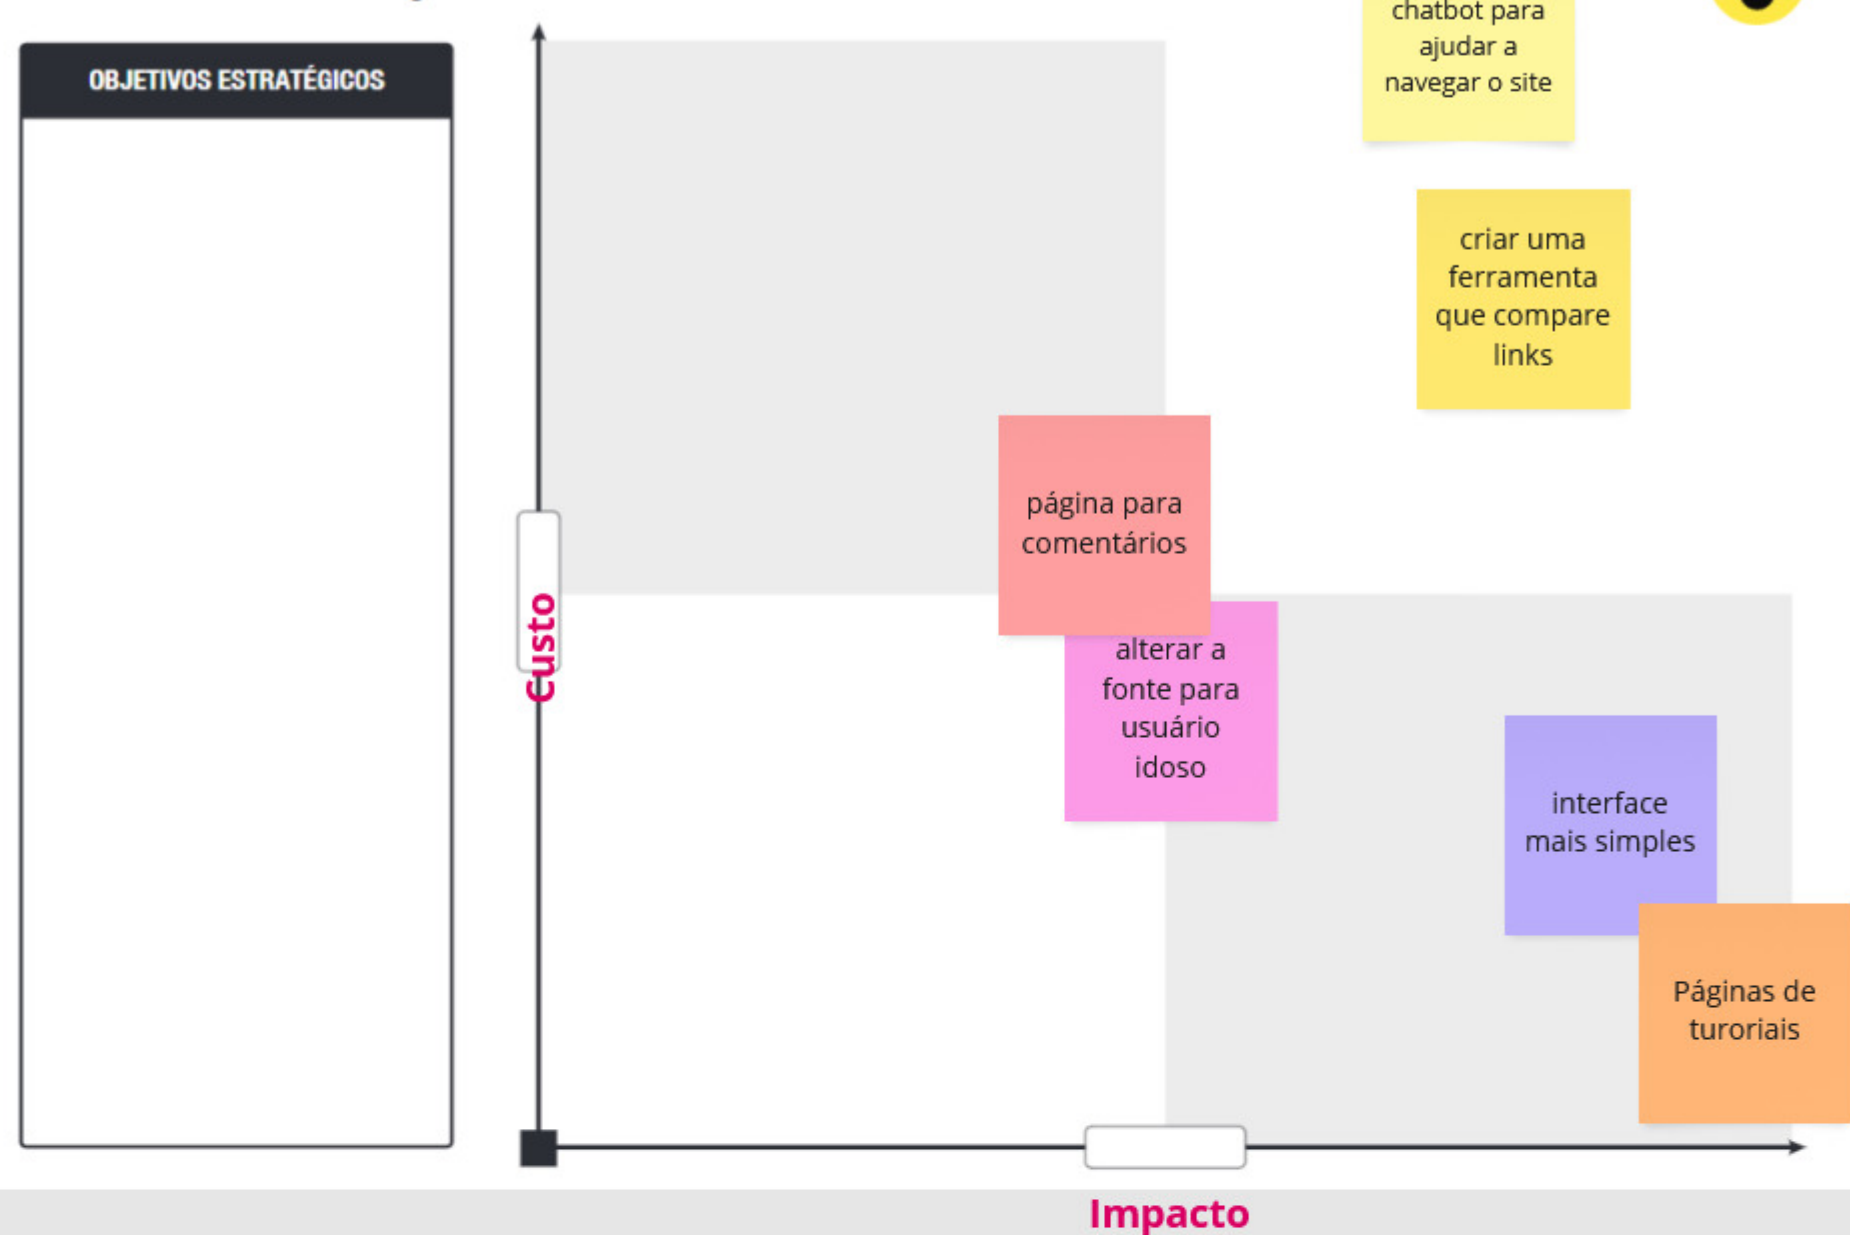 OBJETIVOS ESTRATÉGICOS
chatbot para
ajudar a
navegar o site
criar uma
ferramenta
que compare
links
página para
comentários
alterar a
fonte para
usuário
idoso
interface
mais simples
Páginas de
turoriais
Custo
Impacto